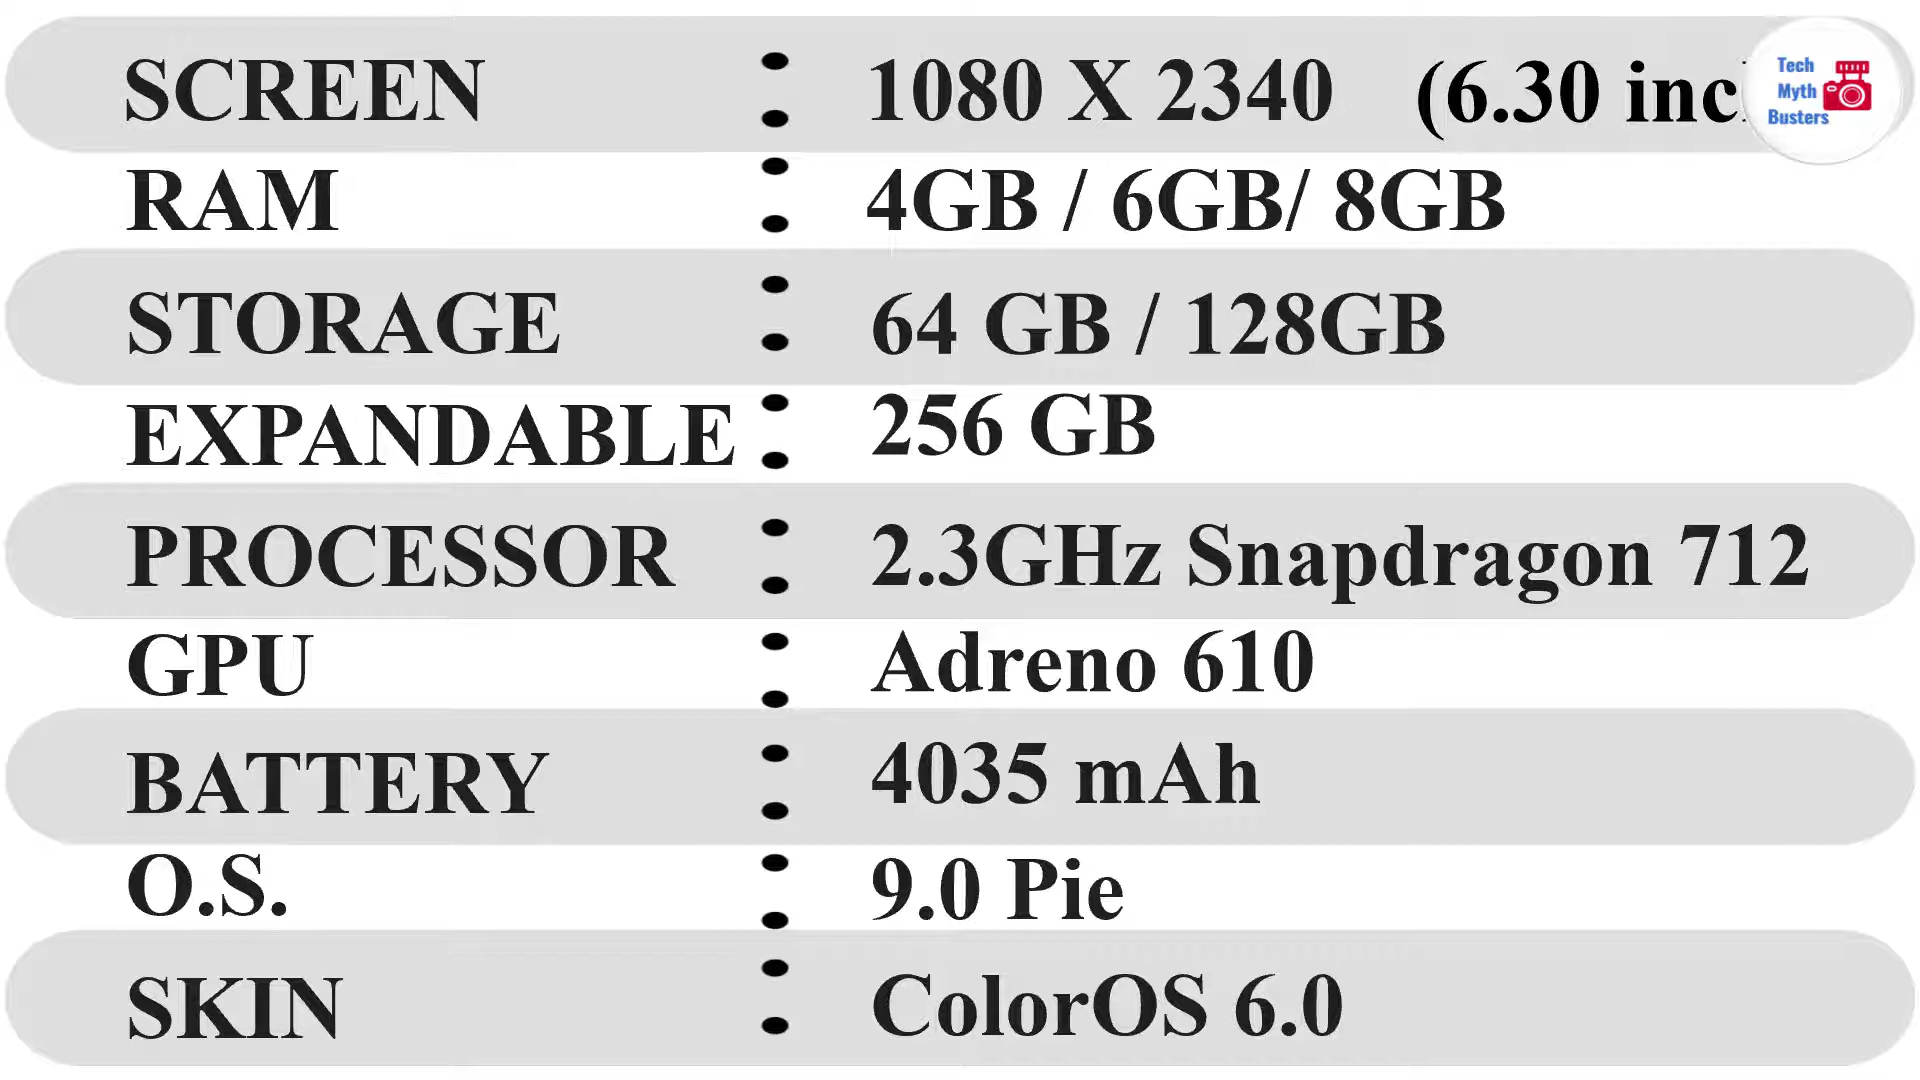 SCREEN : 1080 X 2340 (6.30 inc
Tech
Myth
Busters
RAM : 4GB / 6GB/ 8GB
STORAGE : 64 GB / 128GB
EXPANDABLE : 256 GB
PROCESSOR : 2.3GHz Snapdragon 712
GPU : Adreno 610
BATTERY : 4035 mAh
O.S. : 9.0 Pie
SKIN : ColorOS 6.0